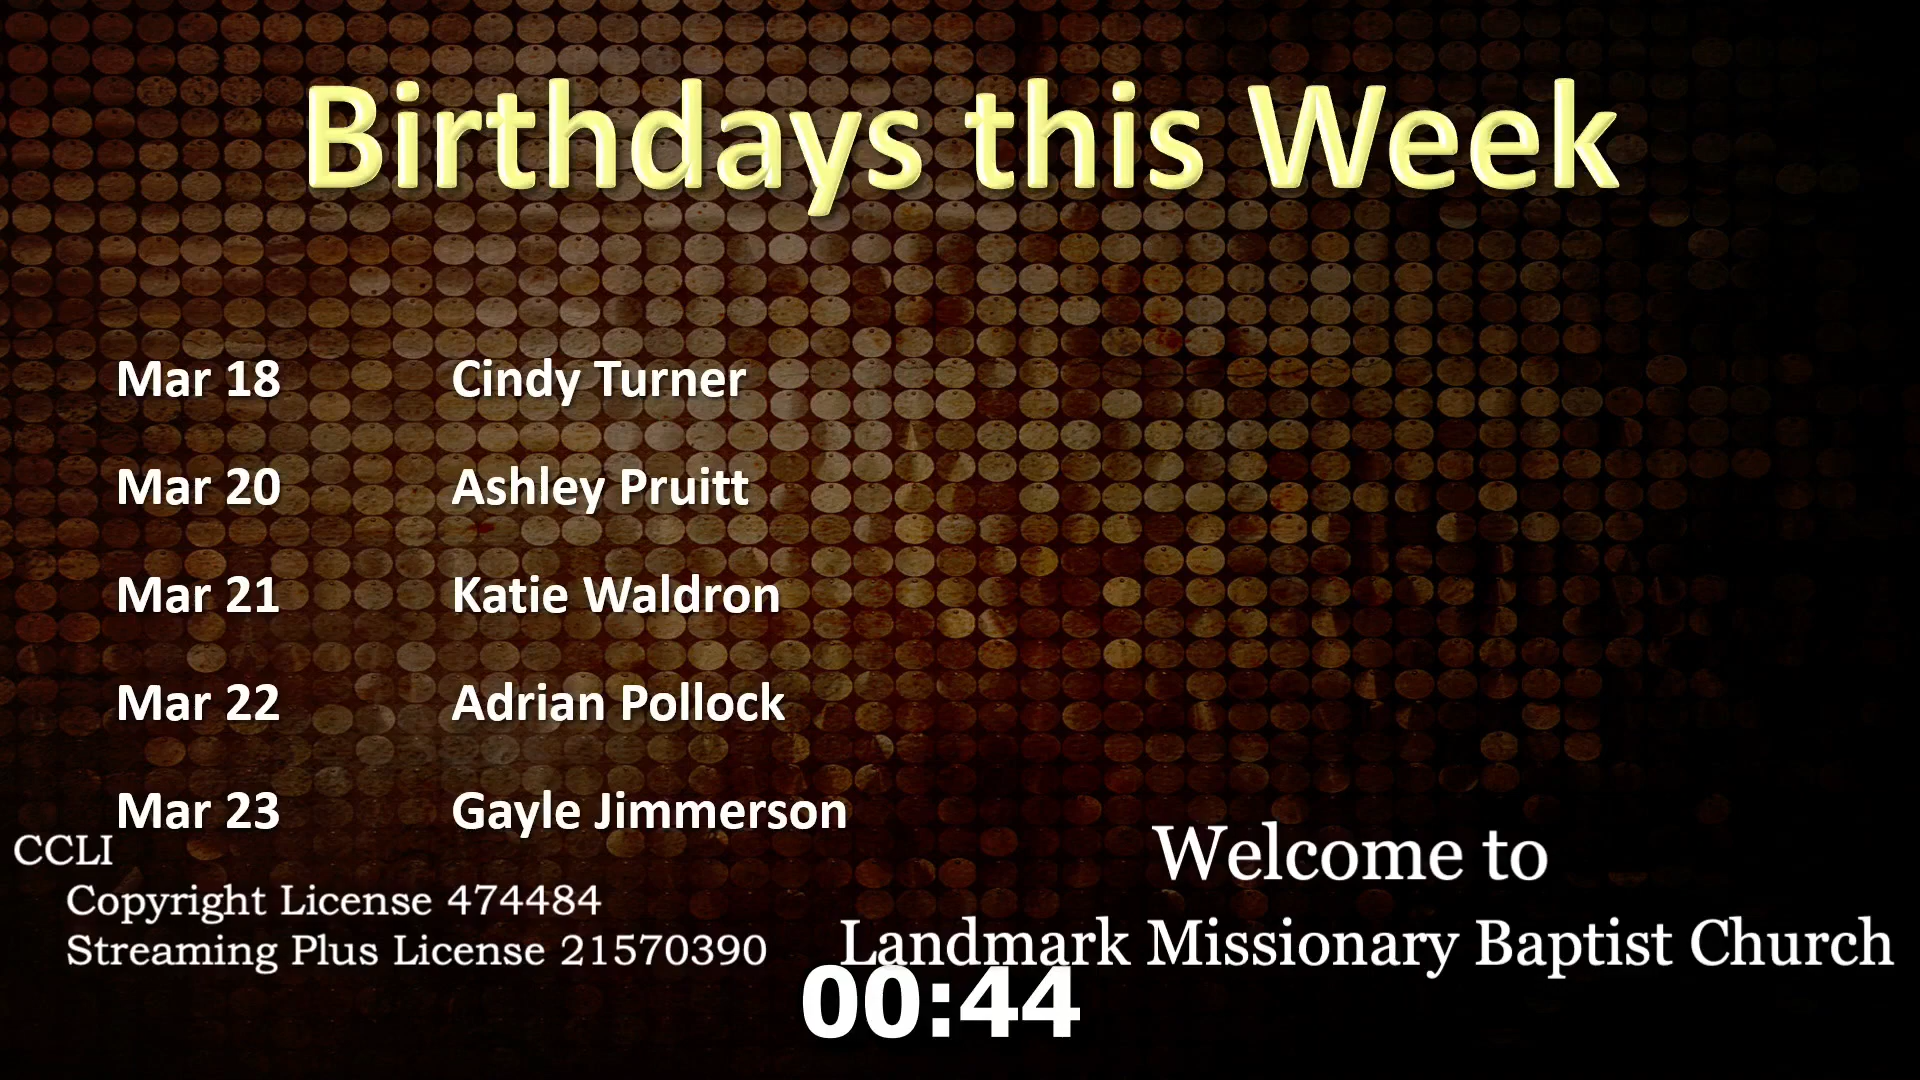 Birthdays this Week
Mar 18 Cindy Turner
Mar 20 Ashley Pruitt
Mar 21 Katie Waldron
Mar 22 Adrian Pollock
Mar 23 Gayle Jimmerson
CCLI
Copyright License 474484
Streaming Plus License 21570390
Welcome to
Landmark Missionary Baptist Church
00:44